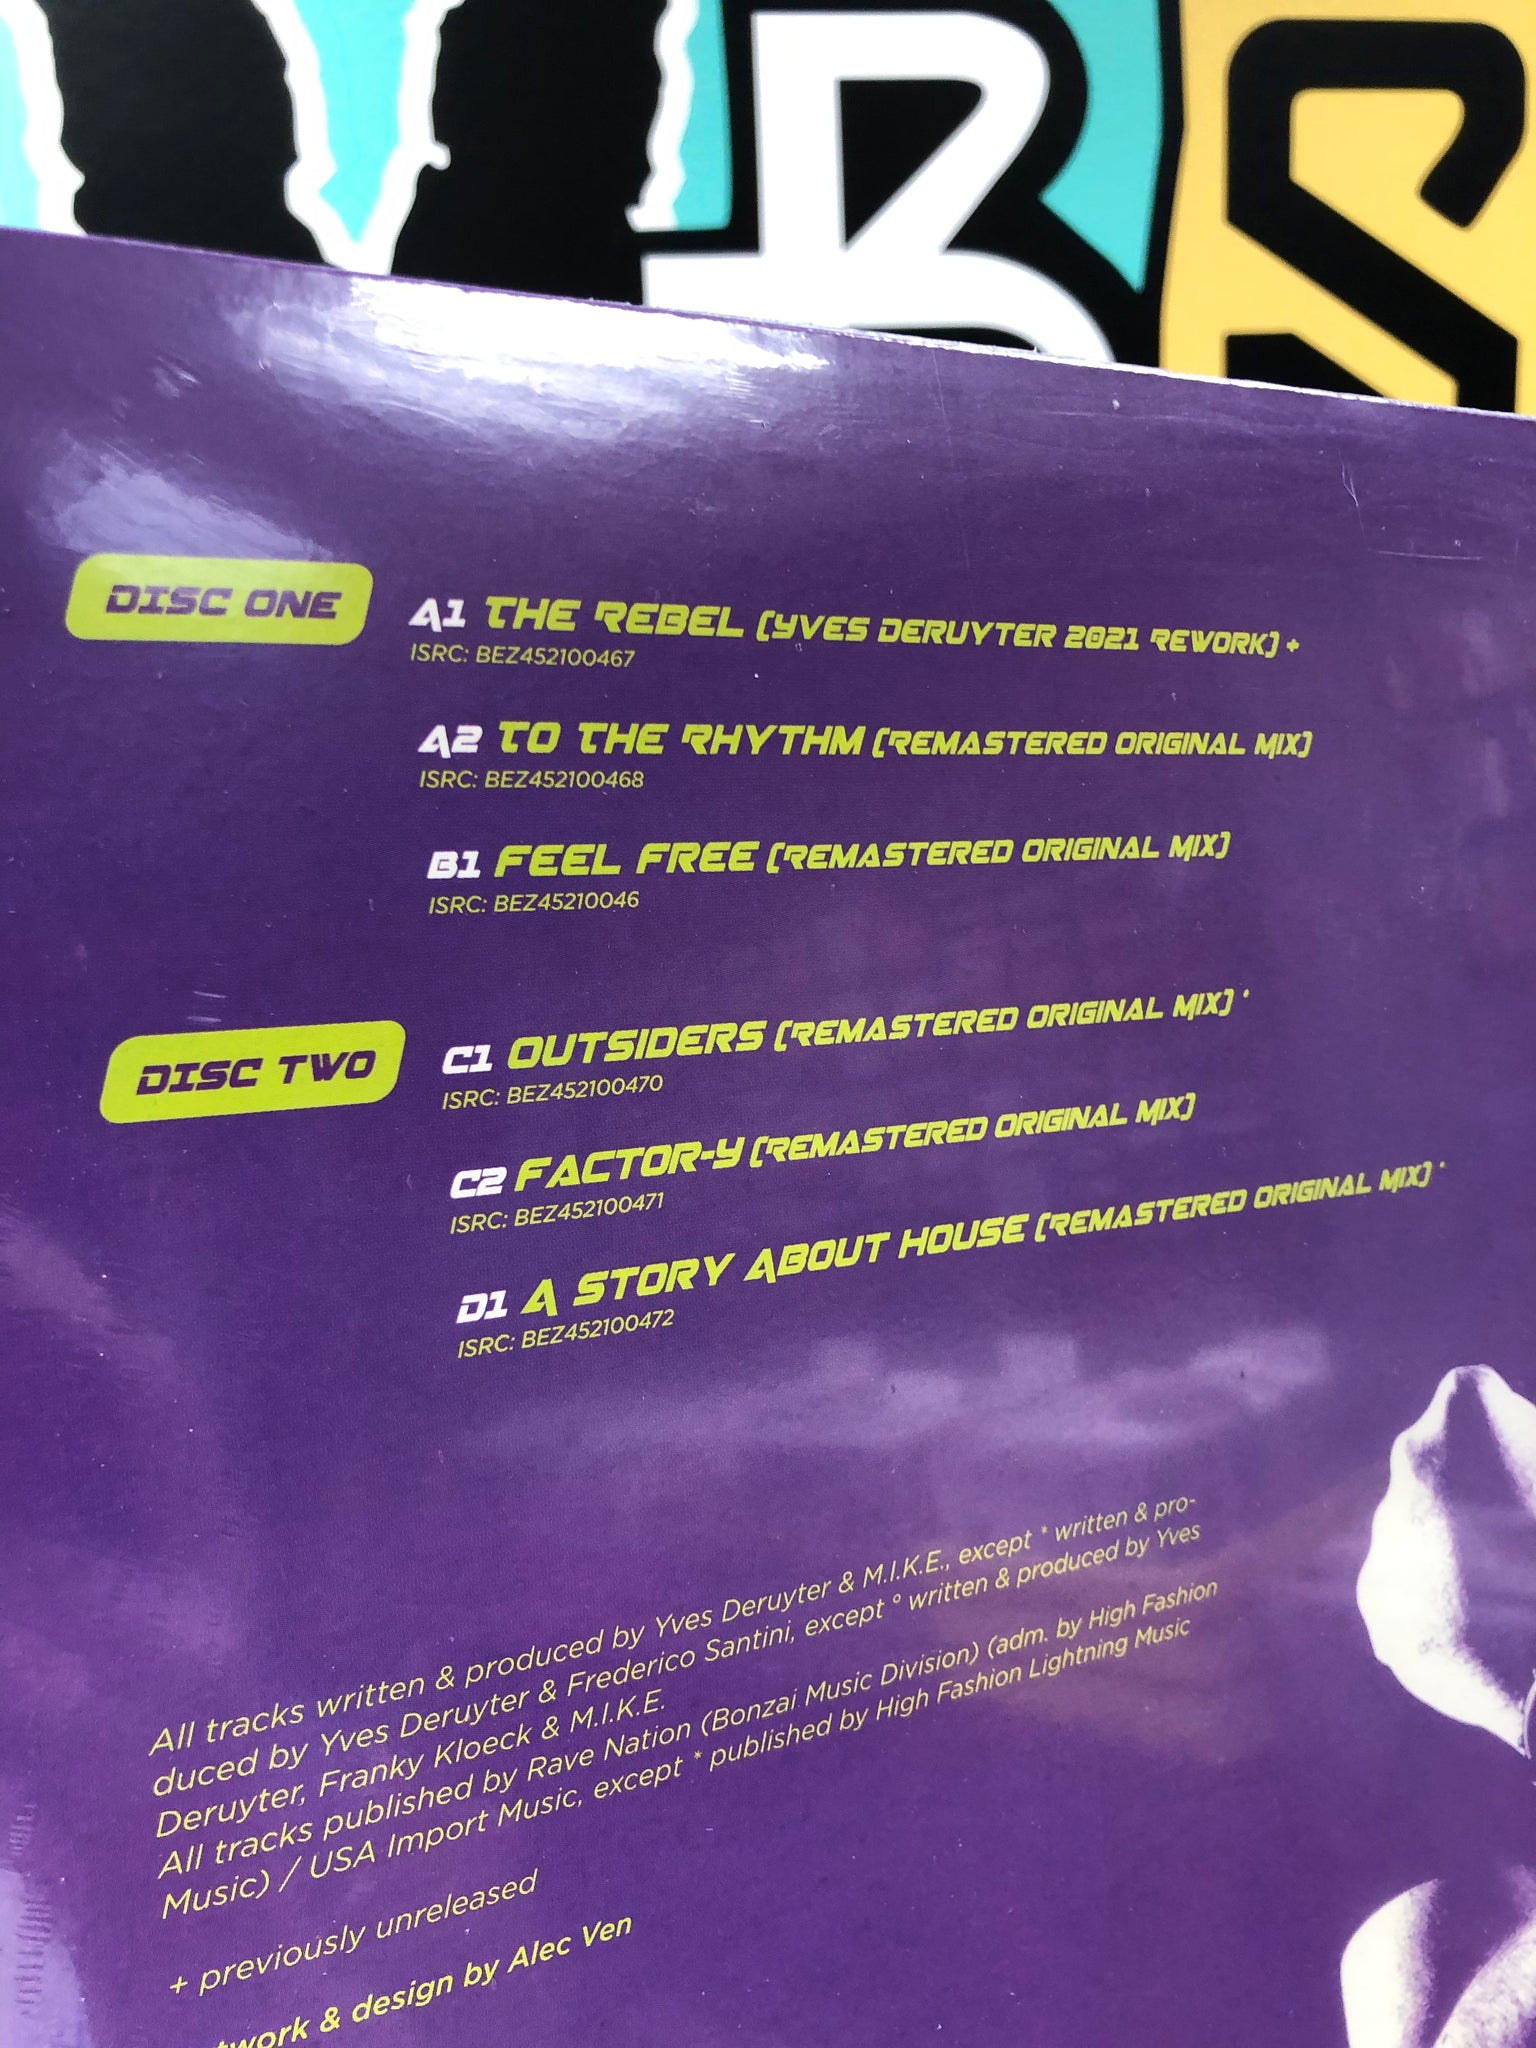 BS
DISC ONE
A1 THE REBEL (YVES DERUYTER 2021 REWORK) +
ISRC: BEZ452100467
A2 TO THE RHYTHM (REMASTERED ORIGINAL MIX)
ISRC: BEZ452100468
B1 FEEL FREE (REMASTERED ORIGINAL MIX)
ISRC: BEZ45210046
DISC TWO
C1 OUTSIDERS (REMASTERED ORIGINAL MIX) *
ISRC: BEZ452100470
C2 FACTOR-Y (REMASTERED ORIGINAL MIX)
ISRC: BEZ452100471
D1 A STORY ABOUT HOUSE (REMASTERED ORIGINAL MIX) °
ISRC: BEZ452100472
All tracks written & produced by Yves Deruyter & M.I.K.E., except * written & pro-
duced by Yves Deruyter & Frederico Santini, except ° written & produced by Yves
Deruyter, Franky Kloeck & M.I.K.E.
All tracks published by Rave Nation (Bonzai Music Division) (adm. by High Fashion
Music) / USA Import Music, except * published by High Fashion Lightning Music
+ previously unreleased
twork & design by Alec Ven